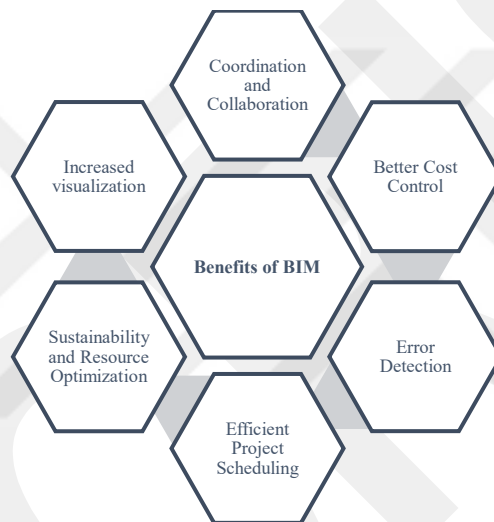 Coordination
and
Collaboration
Increased
visualization
Better Cost
Control
Benefits of BIM
Sustainability
and Resource
Optimization
Error
Detection
Efficient
Project
Scheduling